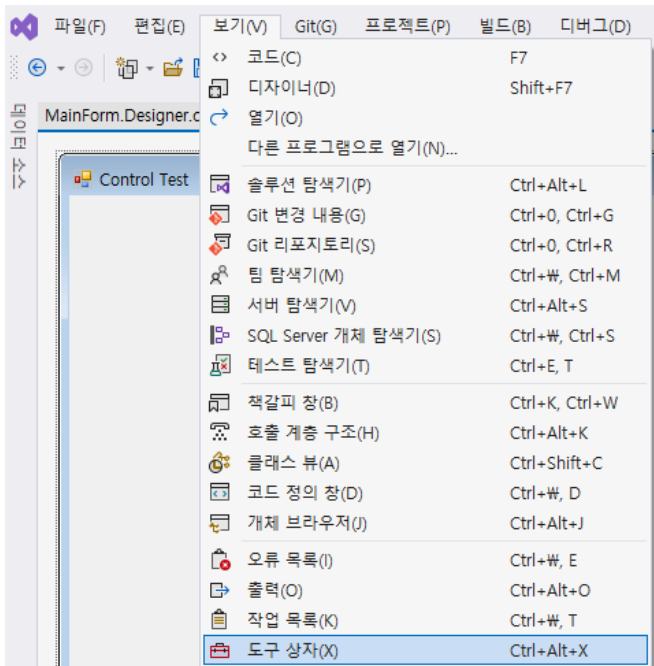 파일(F) 편집(E) 보기(V) Git(G) 프로젝트(P) 빌드(B) 디버그(D)
코드(C) F7
디자이너(D) Shift+F7
MainForm.Designer.c
열기(O)
다른 프로그램으로 열기(N)...
데이터 소스
Control Test
솔루션 탐색기(P) Ctrl+Alt+L
Git 변경 내용(G) Ctrl+0, Ctrl+G
Git 리포지토리(S) Ctrl+0, Ctrl+R
팀 탐색기(M) Ctrl+₩, Ctrl+M
서버 탐색기(V) Ctrl+Alt+S
SQL Server 개체 탐색기(S) Ctrl+₩, Ctrl+S
테스트 탐색기(T) Ctrl+E, T
책갈피 창(B) Ctrl+K, Ctrl+W
호출 계층 구조(H) Ctrl+Alt+K
클래스 뷰(A) Ctrl+Shift+C
코드 정의 창(D) Ctrl+₩, D
개체 브라우저(J) Ctrl+Alt+J
오류 목록(I) Ctrl+₩, E
출력(O) Ctrl+Alt+O
작업 목록(K) Ctrl+₩, T
도구 상자(X) Ctrl+Alt+X